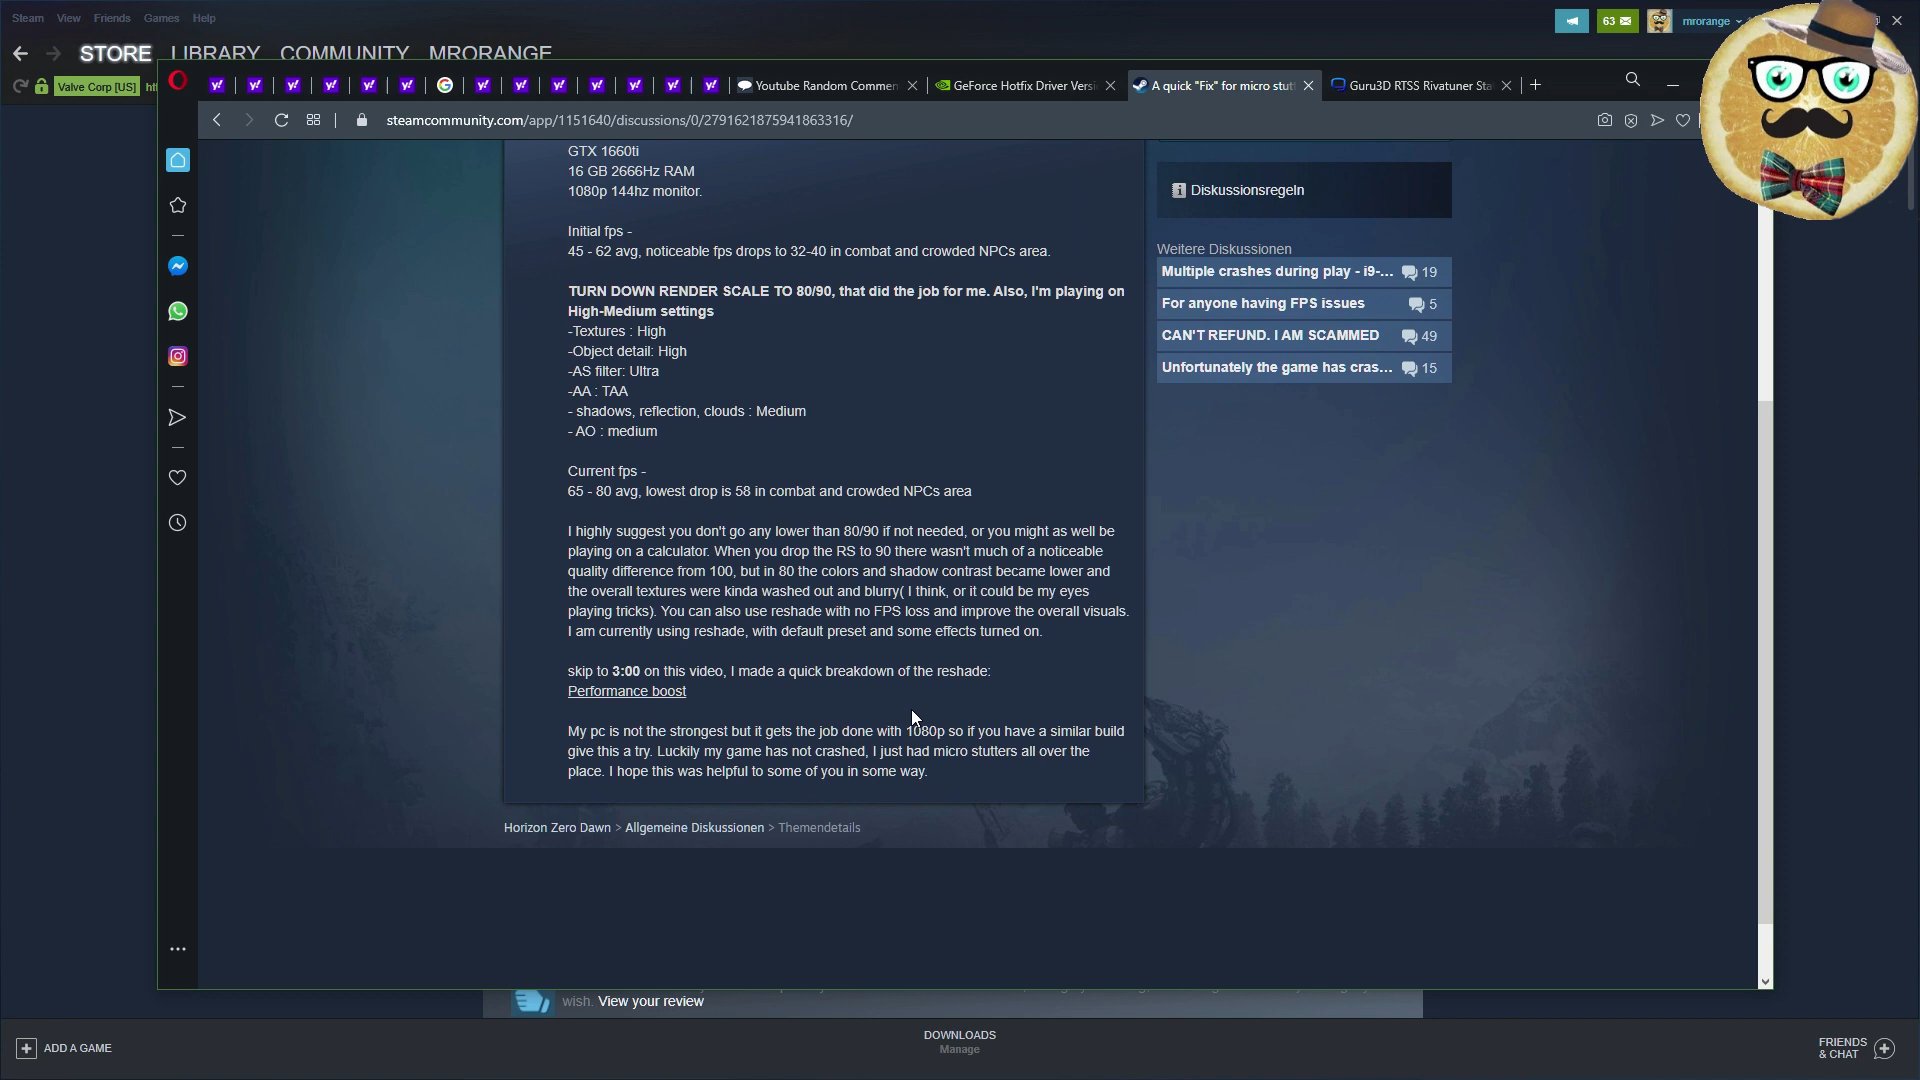 Steam View Friends Games Help
63
mrorange
STORE LIBRARY COMMUNITY MRORANGE
Valve Corp [US]
Youtube Random Commen
GeForce Hotfix Driver Versi
A quick "Fix" for micro stutt
Guru3D RTSS Rivatuner Sta
steamcommunity.com/app/1151640/discussions/0/2791621875941863316/
GTX 1660ti
16 GB 2666Hz RAM
1080p 144hz monitor.
Initial fps -
45 - 62 avg, noticeable fps drops to 32-40 in combat and crowded NPCs area.
TURN DOWN RENDER SCALE TO 80/90, that did the job for me. Also, I'm playing on
High-Medium settings
-Textures : High
-Object detail: High
-AS filter: Ultra
-AA : TAA
- shadows, reflection, clouds : Medium
- AO : medium
Current fps -
65 - 80 avg, lowest drop is 58 in combat and crowded NPCs area
I highly suggest you don't go any lower than 80/90 if not needed, or you might as well be
playing on a calculator. When you drop the RS to 90 there wasn't much of a noticeable
quality difference from 100, but in 80 the colors and shadow contrast became lower and
the overall textures were kinda washed out and blurry( I think, or it could be my eyes
playing tricks). You can also use reshade with no FPS loss and improve the overall visuals.
I am currently using reshade, with default preset and some effects turned on.
skip to 3:00 on this video, I made a quick breakdown of the reshade:
Performance boost
My pc is not the strongest but it gets the job done with 1080p so if you have a similar build
give this a try. Luckily my game has not crashed, I just had micro stutters all over the
place. I hope this was helpful to some of you in some way.
Horizon Zero Dawn > Allgemeine Diskussionen > Themendetails
Diskussionsregeln
Weitere Diskussionen
Multiple crashes during play - i9-... 19
For anyone having FPS issues 5
CAN'T REFUND. I AM SCAMMED 49
Unfortunately the game has cras... 15
wish. View your review
ADD A GAME
DOWNLOADS
Manage
FRIENDS
& CHAT